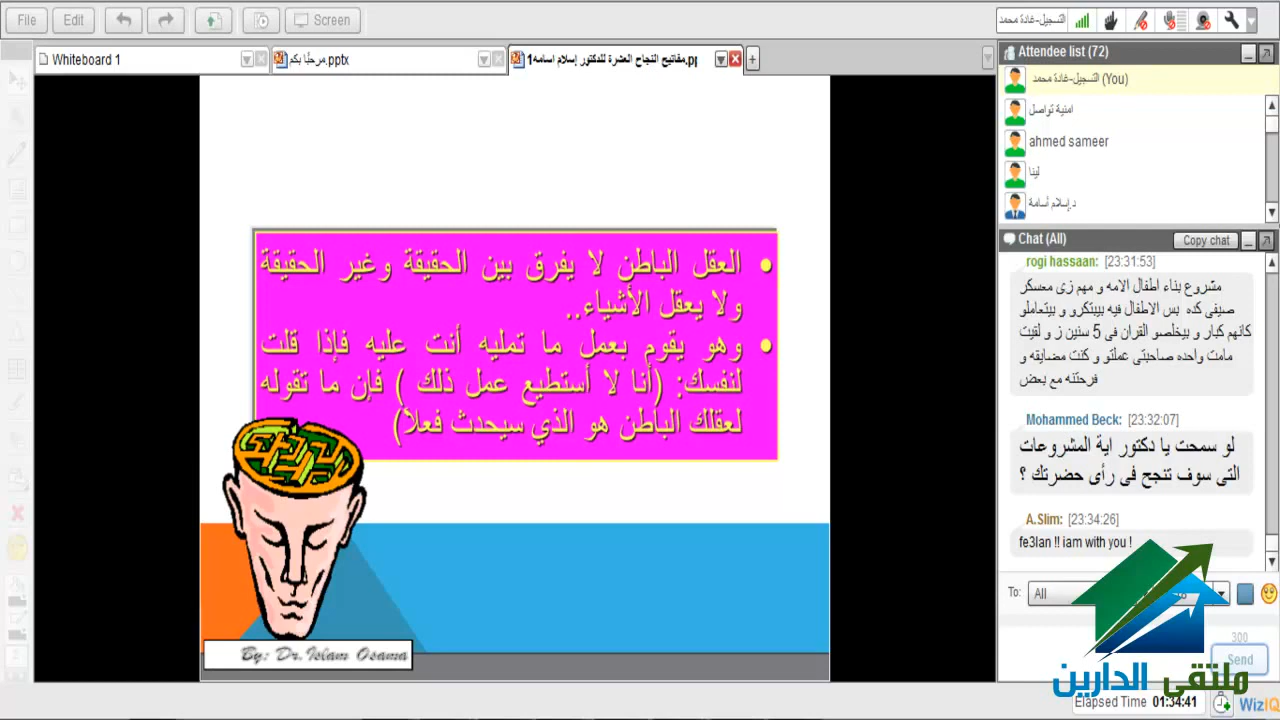 File
Edit
Screen
التسجيل-غادة محمد
Whiteboard 1
مرحباً بكم.pptx
1مفاتيح النجاح العشرة للدكتور إسلام اسامه.pp
Attendee list (72)
التسجيل-غادة محمد (You)
امنية تواصل
ahmed sameer
لينا
د.إسلام أسامة
• العقل الباطن لا يفرق بين الحقيقة وغير الحقيقة
ولا يعقل الأشياء..
• وهو يقوم بعمل ما تمليه أنت عليه فإذا قلت
لنفسك: (أنا لا أستطيع عمل ذلك ) فإن ما تقوله
لعقلك الباطن هو الذي سيحدث فعلاً)
By: Dr.Islam Osama
Chat (All)
Copy chat
rogi hassaan: [23:31:53]
مشروع بناء اطفال الامه و مهم زى معسكر
صيفى كده بس الاطفال فيه بيبتكرو و بيتعاملو
كانهم كبار و بيخلصو القران فى 5 سنين ز و لقيت
مامت واحده صاحبتى عملتو و كنت مضايقه و
فرحتنه مع بعض
Mohammed Beck: [23:32:07]
لو سمحت يا دكتور اية المشروعات
التى سوف تنجح فى رأى حضرتك ؟
A.Slim: [23:34:26]
fe3lan !! iam with you !
To:
All
300
Send
ملتقى الدارين
Elapsed Time 01:34:41
WizIQ